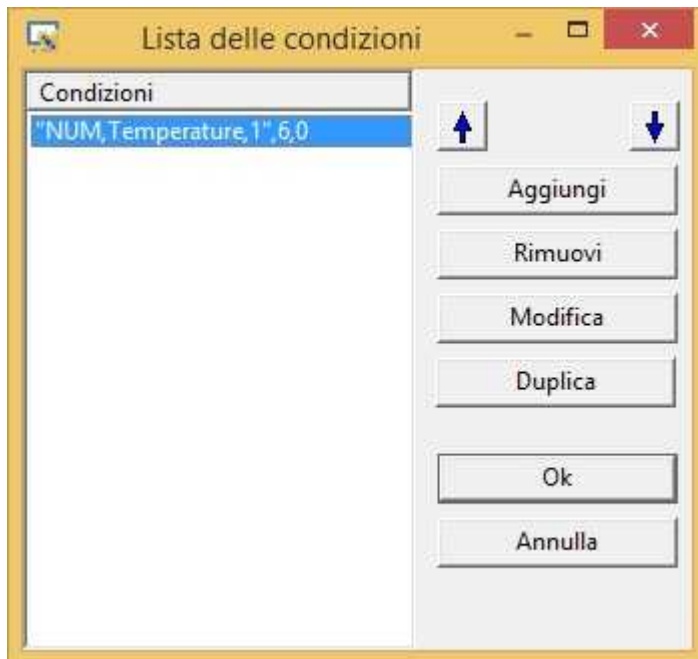 Lista delle condizioni
Condizioni
"NUM,Temperature,1",6,0
Aggiungi
Rimuovi
Modifica
Duplica
Ok
Annulla